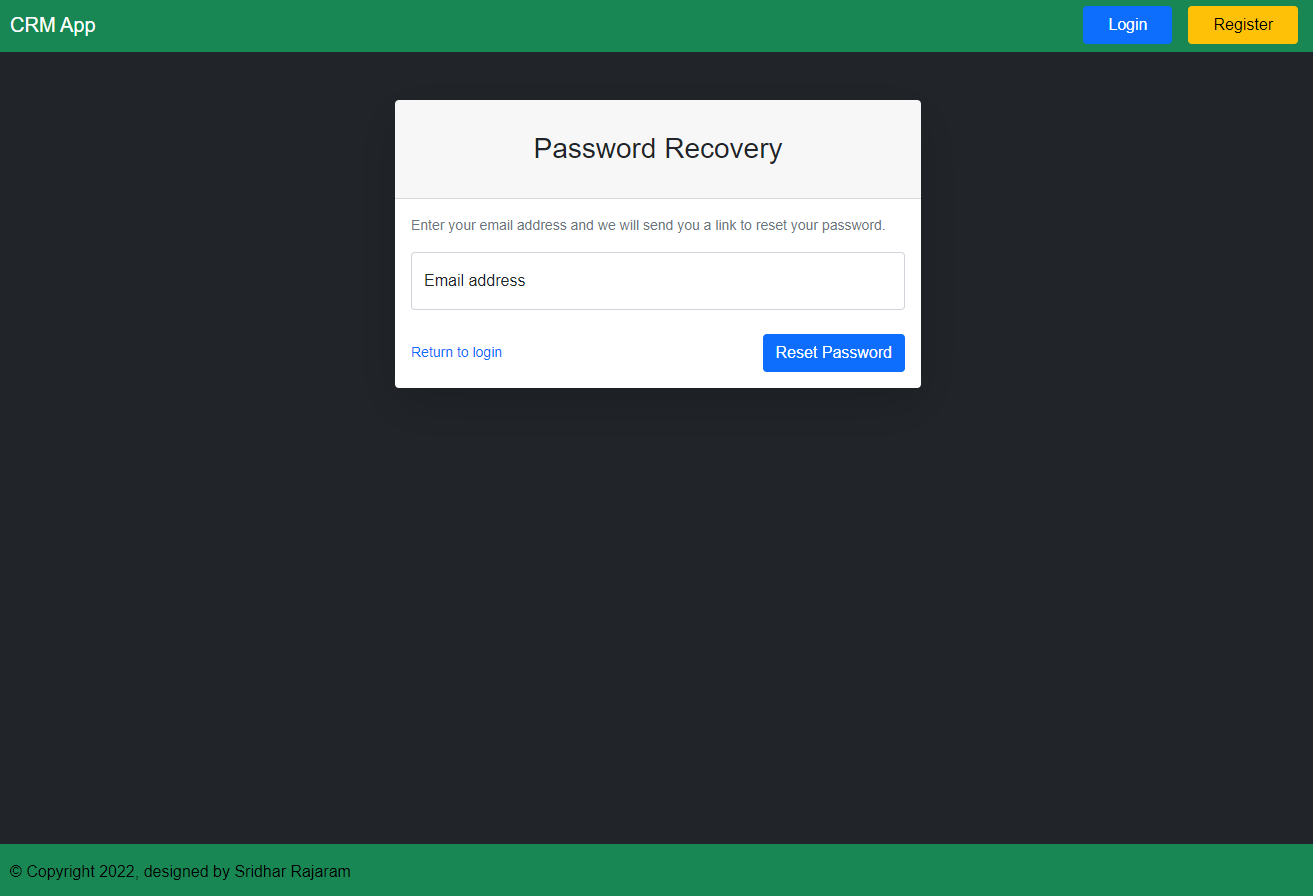 CRM App
Login
Register
Password Recovery
Enter your email address and we will send you a link to reset your password.
Email address
Return to login
Reset Password
© Copyright 2022, designed by Sridhar Rajaram